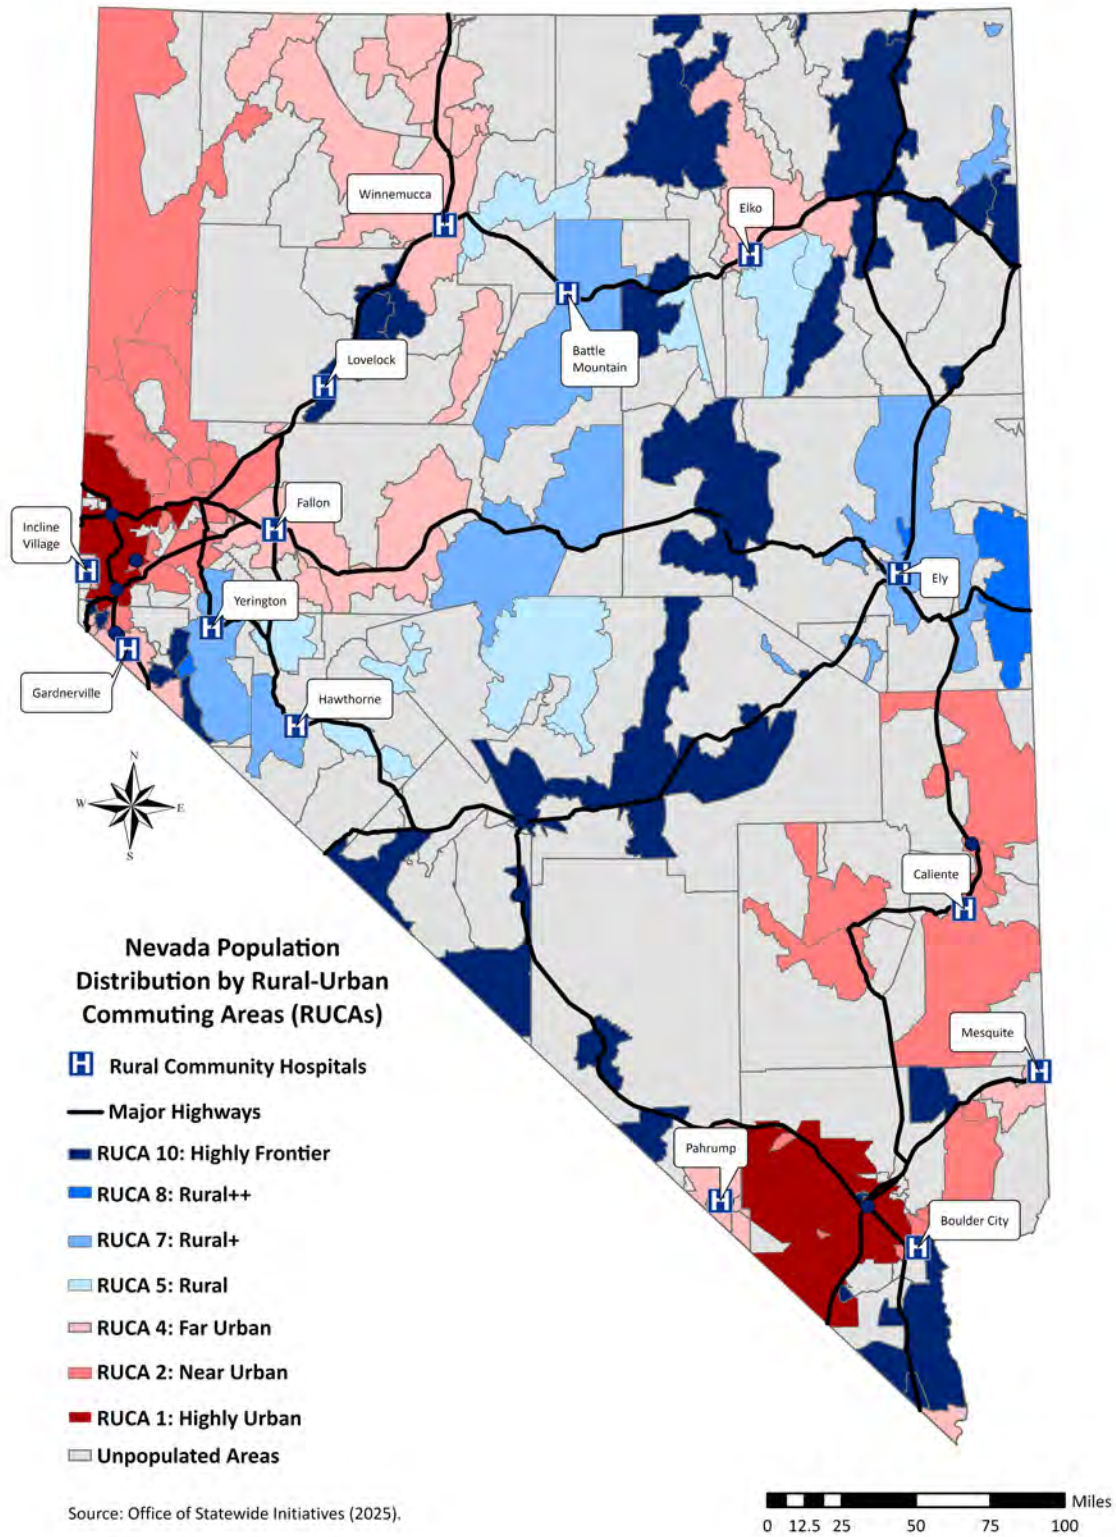 Winnemucca
Elko
Battle
Mountain
Lovelock
Fallon
Incline
Village
Ely
Yerington
Gardnerville
Hawthorne
N
W
E
S
Caliente
Mesquite
Pahrump
Boulder City
Nevada Population
Distribution by Rural-Urban
Commuting Areas (RUCAs)
H Rural Community Hospitals
Major Highways
RUCA 10: Highly Frontier
RUCA 8: Rural++
RUCA 7: Rural+
RUCA 5: Rural
RUCA 4: Far Urban
RUCA 2: Near Urban
RUCA 1: Highly Urban
Unpopulated Areas
Source: Office of Statewide Initiatives (2025).
Miles
0 12.5 25 50 75 100